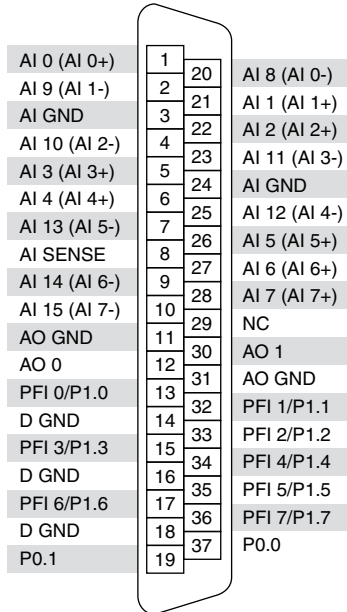 AI 0 (AI 0+) 1
20 AI 8 (AI 0-)
AI 9 (AI 1-) 2
21 AI 1 (AI 1+)
AI GND 3
22 AI 2 (AI 2+)
AI 10 (AI 2-) 4
23 AI 11 (AI 3-)
AI 3 (AI 3+) 5
24 AI GND
AI 4 (AI 4+) 6
25 AI 12 (AI 4-)
AI 13 (AI 5-) 7
26 AI 5 (AI 5+)
AI SENSE 8
27 AI 6 (AI 6+)
AI 14 (AI 6-) 9
28 AI 7 (AI 7+)
AI 15 (AI 7-) 10
29 NC
AO GND 11
30 AO 1
AO 0 12
31 AO GND
PFI 0/P1.0 13
32 PFI 1/P1.1
D GND 14
33 PFI 2/P1.2
PFI 3/P1.3 15
34 PFI 4/P1.4
D GND 16
35 PFI 5/P1.5
PFI 6/P1.6 17
36 PFI 7/P1.7
D GND 18
37 P0.0
P0.1 19